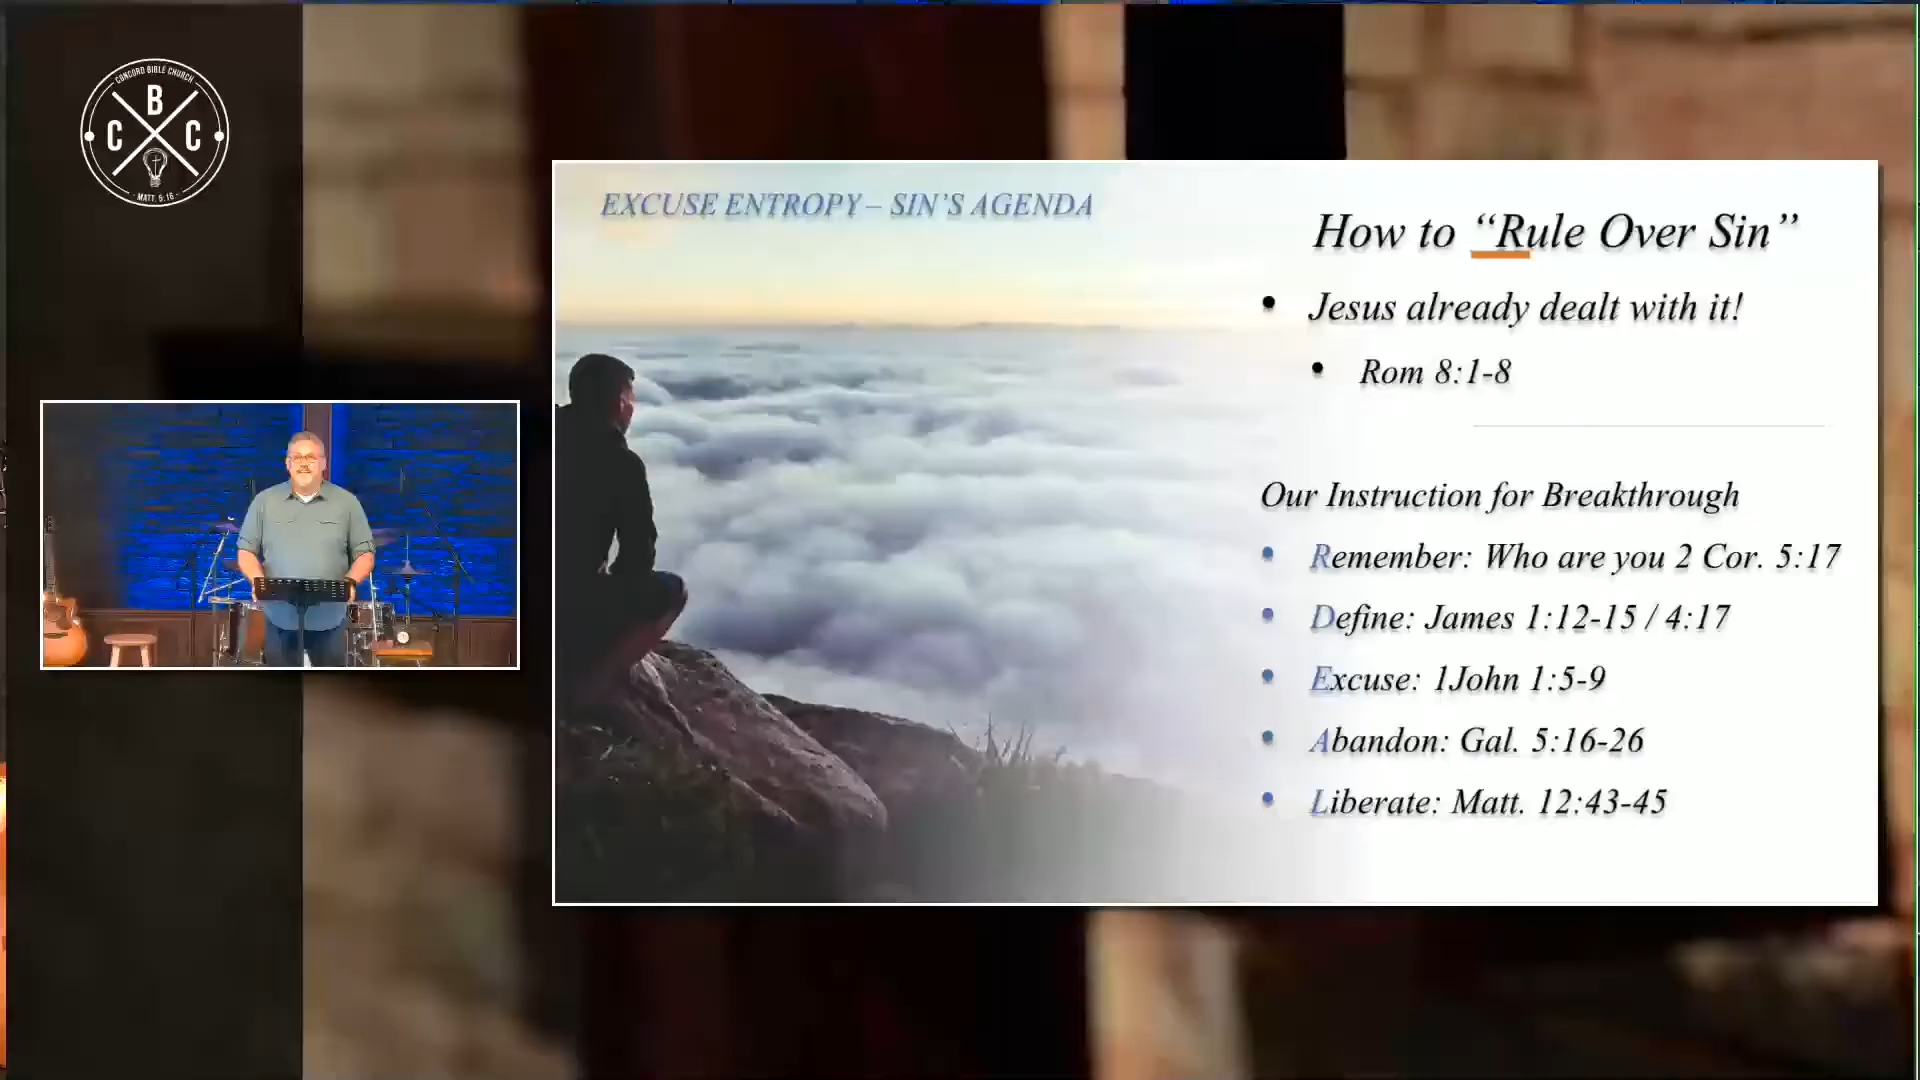 CONCORD BIBLE CHURCH
B
C C
MATT. 5:16
EXCUSE ENTROPY – SIN’S AGENDA
How to “Rule Over Sin”
• Jesus already dealt with it!
• Rom 8:1-8
Our Instruction for Breakthrough
• Remember: Who are you 2 Cor. 5:17
• Define: James 1:12-15 / 4:17
• Excuse: 1John 1:5-9
• Abandon: Gal. 5:16-26
• Liberate: Matt. 12:43-45